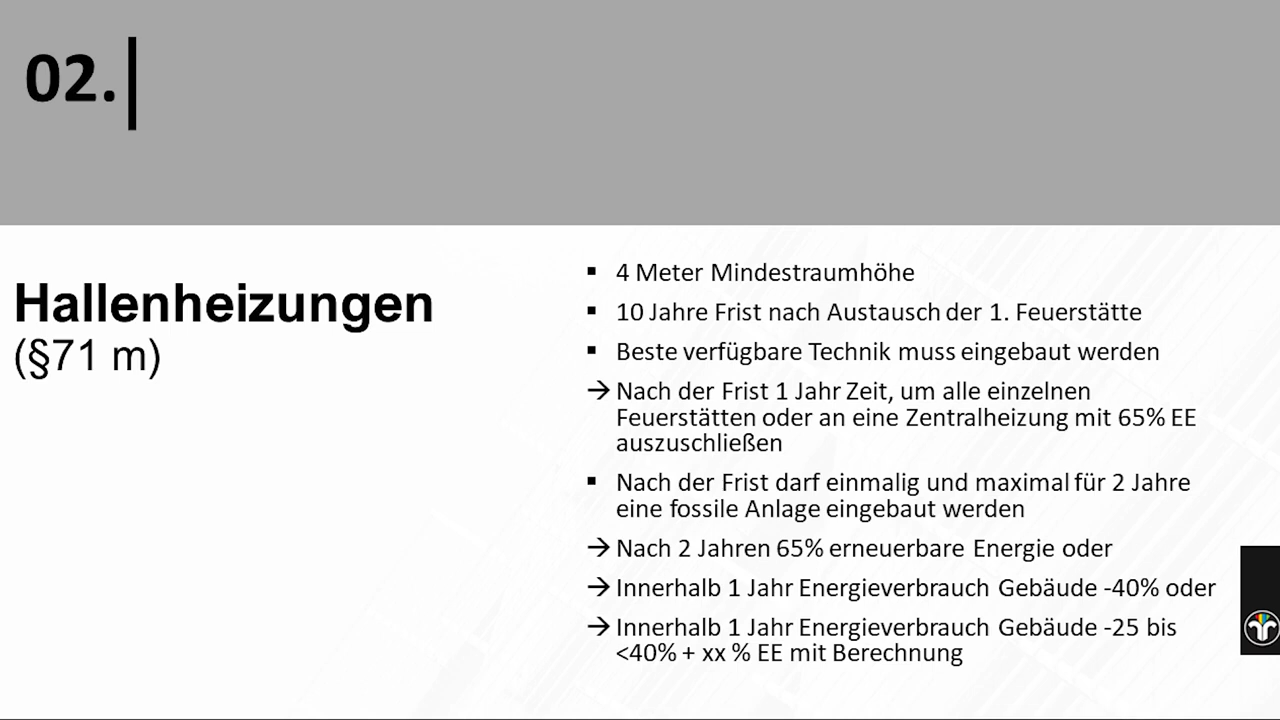 02.
Hallenheizungen
(§71 m)
▪ 4 Meter Mindestraumhöhe
▪ 10 Jahre Frist nach Austausch der 1. Feuerstätte
▪ Beste verfügbare Technik muss eingebaut werden
→ Nach der Frist 1 Jahr Zeit, um alle einzelnen
Feuerstätten oder an eine Zentralheizung mit 65% EE
auszuschließen
▪ Nach der Frist darf einmalig und maximal für 2 Jahre
eine fossile Anlage eingebaut werden
→ Nach 2 Jahren 65% erneuerbare Energie oder
→ Innerhalb 1 Jahr Energieverbrauch Gebäude -40% oder
→ Innerhalb 1 Jahr Energieverbrauch Gebäude -25 bis
<40% + xx % EE mit Berechnung